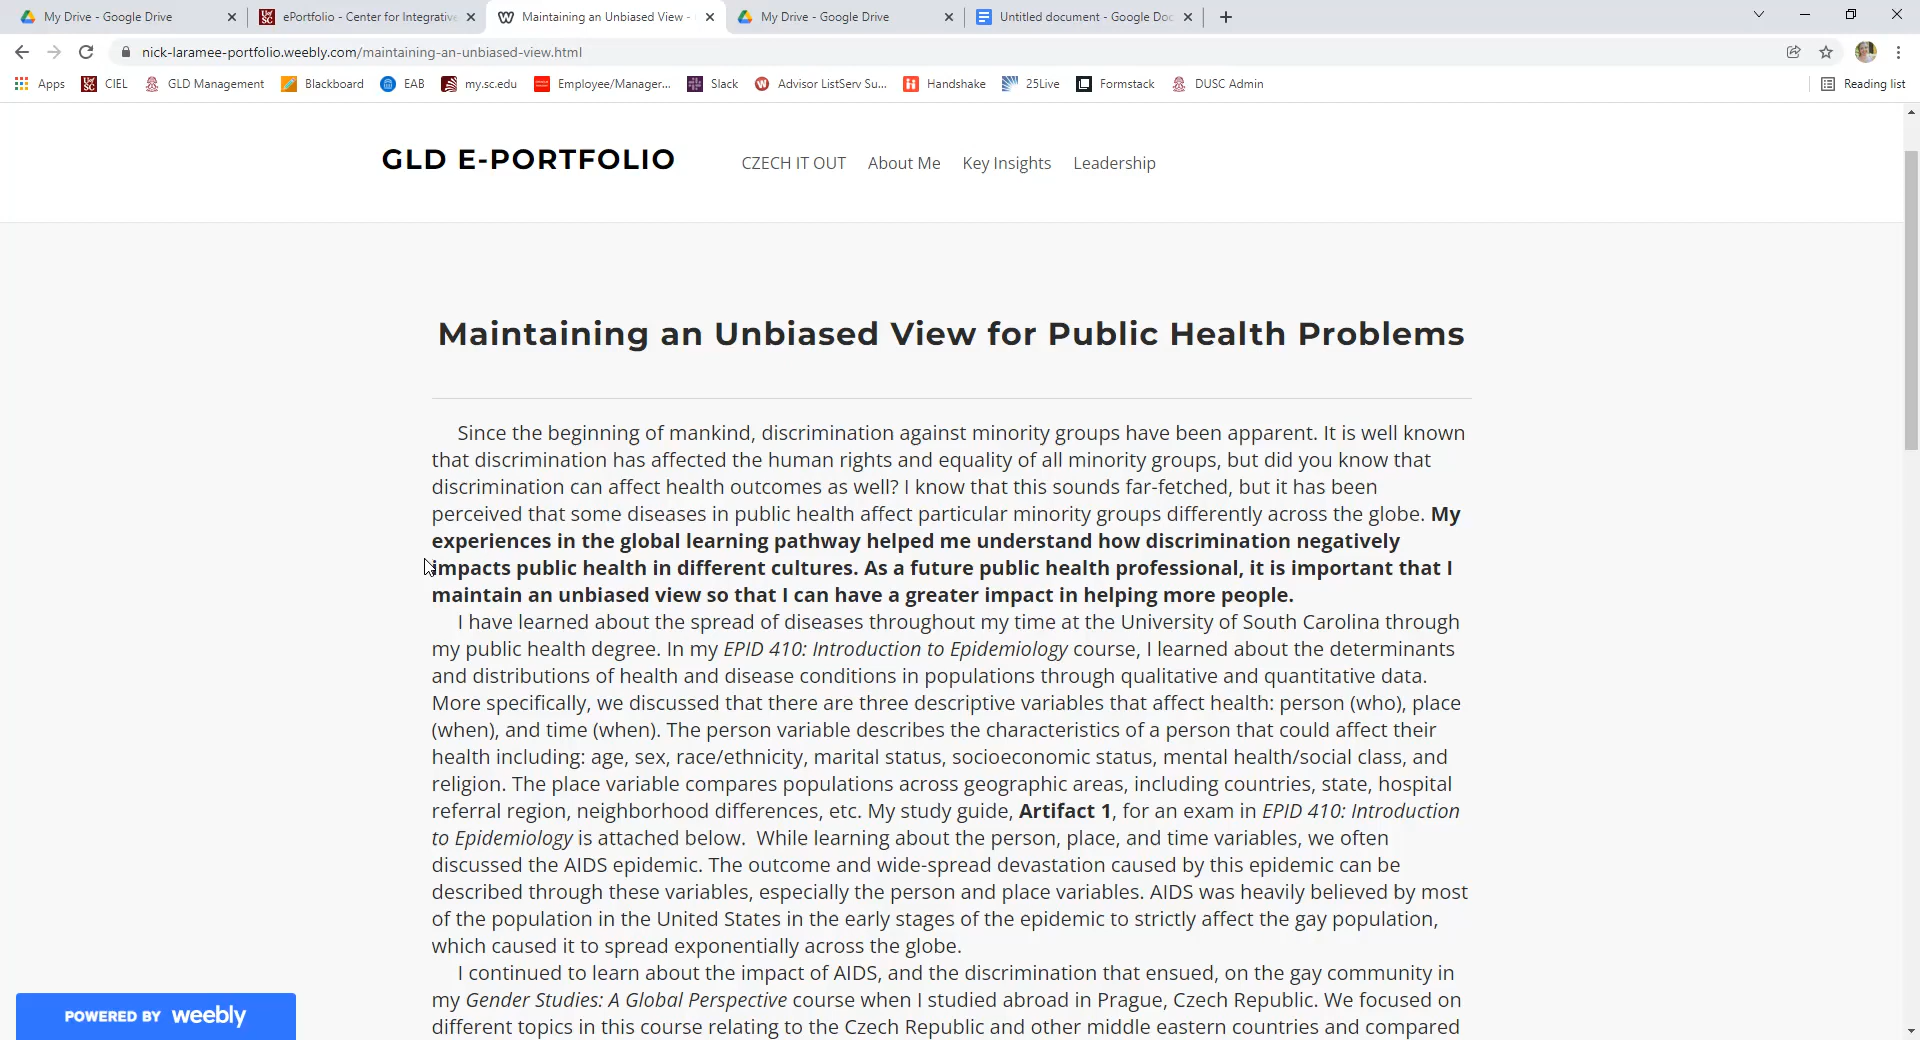 My Drive - Google Drive
ePortfolio - Center for Integrative
Maintaining an Unbiased View -
My Drive - Google Drive
Untitled document - Google Doc
nick-laramee-portfolio.weebly.com/maintaining-an-unbiased-view.html
Apps CIEL GLD Management Blackboard EAB my.sc.edu Employee/Manager... Slack Advisor ListServ Su... Handshake 25Live Formstack DUSC Admin Reading list
GLD E-PORTFOLIO CZECH IT OUT About Me Key Insights Leadership
Maintaining an Unbiased View for Public Health Problems
Since the beginning of mankind, discrimination against minority groups have been apparent. It is well known
that discrimination has affected the human rights and equality of all minority groups, but did you know that
discrimination can affect health outcomes as well? I know that this sounds far-fetched, but it has been
perceived that some diseases in public health affect particular minority groups differently across the globe. My
experiences in the global learning pathway helped me understand how discrimination negatively
impacts public health in different cultures. As a future public health professional, it is important that I
maintain an unbiased view so that I can have a greater impact in helping more people.
I have learned about the spread of diseases throughout my time at the University of South Carolina through
my public health degree. In my EPID 410: Introduction to Epidemiology course, I learned about the determinants
and distributions of health and disease conditions in populations through qualitative and quantitative data.
More specifically, we discussed that there are three descriptive variables that affect health: person (who), place
(when), and time (when). The person variable describes the characteristics of a person that could affect their
health including: age, sex, race/ethnicity, marital status, socioeconomic status, mental health/social class, and
religion. The place variable compares populations across geographic areas, including countries, state, hospital
referral region, neighborhood differences, etc. My study guide, Artifact 1, for an exam in EPID 410: Introduction
to Epidemiology is attached below.  While learning about the person, place, and time variables, we often
discussed the AIDS epidemic. The outcome and wide-spread devastation caused by this epidemic can be
described through these variables, especially the person and place variables. AIDS was heavily believed by most
of the population in the United States in the early stages of the epidemic to strictly affect the gay population,
which caused it to spread exponentially across the globe.
I continued to learn about the impact of AIDS, and the discrimination that ensued, on the gay community in
my Gender Studies: A Global Perspective course when I studied abroad in Prague, Czech Republic. We focused on
different topics in this course relating to the Czech Republic and other middle eastern countries and compared
POWERED BY weebly